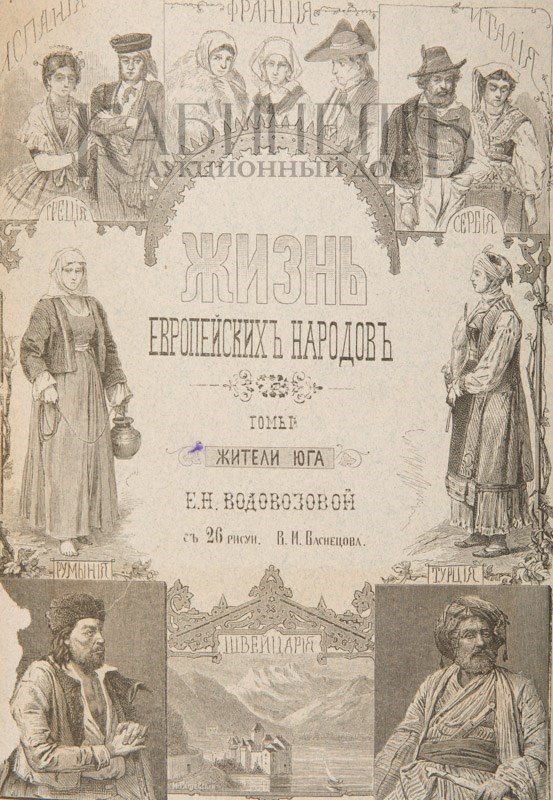 ИСПАНІЯ
ФРАНЦІЯ
ИТАЛІЯ
КАБИНЕТЪ
АУКЦИОННЫЙ ДОМ
ГРЕЦІЯ
СЕРБІЯ
ЖИЗНЬ
ЕВРОПЕЙСКИХЪ НАРОДОВЪ
ТОМЪ I
ЖИТЕЛИ ЮГА
Е.Н. ВОДОВОЗОВОЙ
съ 26 рисун. В. И. Васнецова.
РУМЫНІЯ
ТУРЦІЯ
ШВЕЙЦАРІЯ